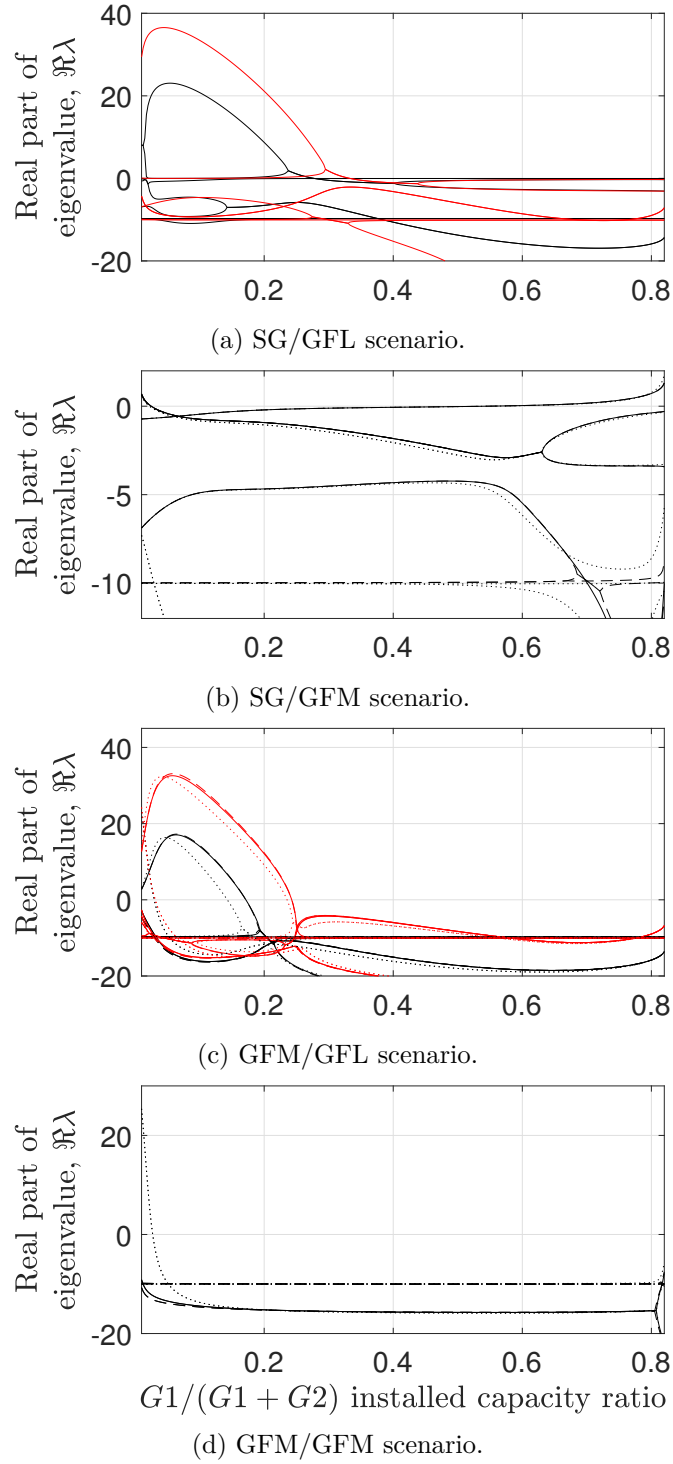 40
20
0
-20
Real part of
eigenvalue, ℜλ
0.2 0.4 0.6 0.8
(a) SG/GFL scenario.
0
-5
-10
Real part of
eigenvalue, ℜλ
0.2 0.4 0.6 0.8
(b) SG/GFM scenario.
40
20
0
-20
Real part of
eigenvalue, ℜλ
0.2 0.4 0.6 0.8
(c) GFM/GFL scenario.
20
0
-20
Real part of
eigenvalue, ℜλ
0.2 0.4 0.6 0.8
G1/(G1 + G2) installed capacity ratio
(d) GFM/GFM scenario.